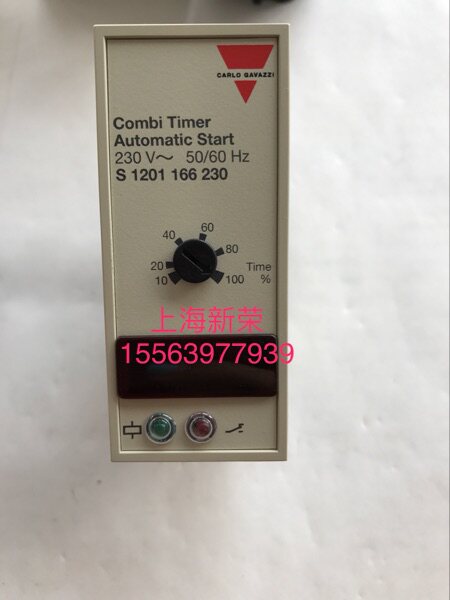 CARLO GAVAZZI
Combi Timer
Automatic Start
230 V～ 50/60 Hz
S 1201 166 230
60
40
80
20
Time
10
100
%
上海新荣
15563977939